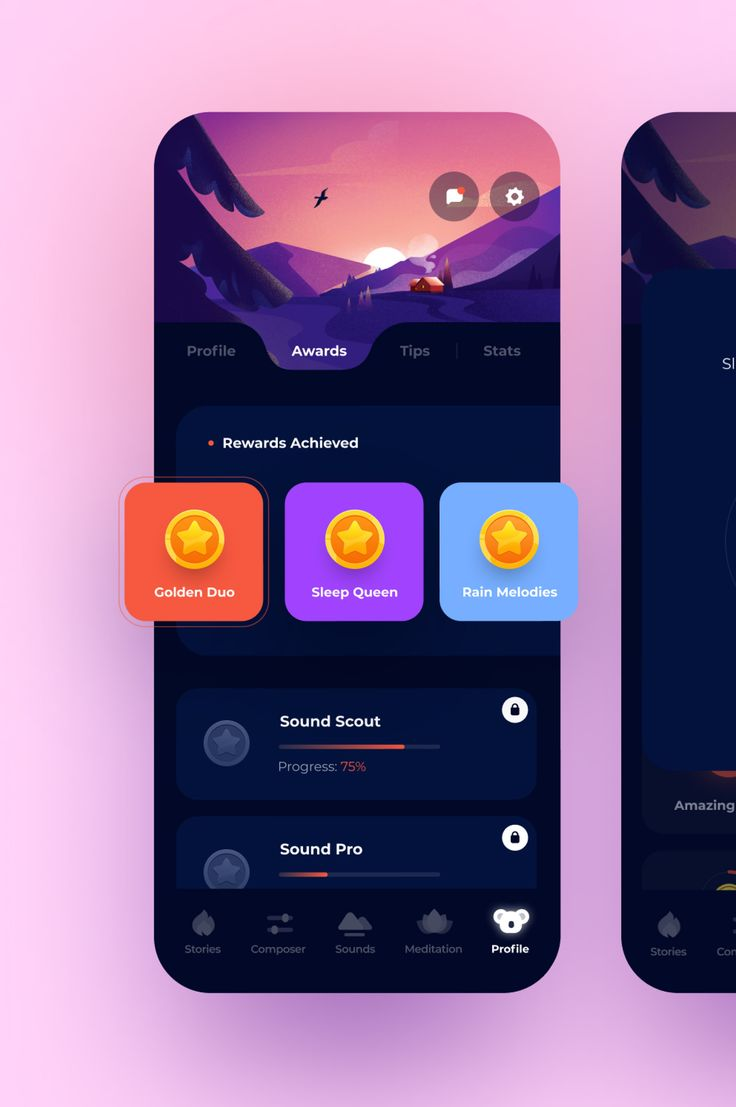 Profile
Awards
Tips
Stats
Rewards Achieved
Golden Duo
Sleep Queen
Rain Melodies
Sound Scout
Progress: 75%
Sound Pro
Stories
Composer
Sounds
Meditation
Profile
Amazing
Stories